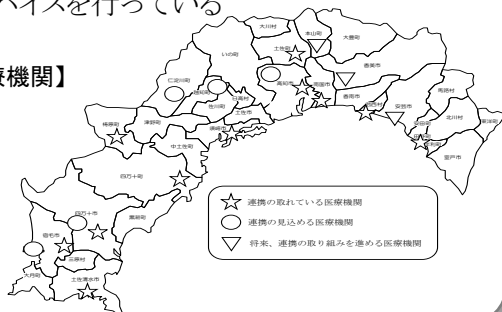 バイスを行っている
療機関】
大川村
本山町
大豊町
土佐町
いの町
香美市
仁淀川町
越知町
高知市
南国市
日高村
佐川町
土佐市
香南市
芸西村
安芸市
馬路村
北川村
東洋町
安田町
田野町
室戸市
梼原町
津野町
須崎市
中土佐町
四万十町
四万十市
黒潮町
宿毛市
三原村
大月町
土佐清水市
連携の取れている医療機関
連携の見込める医療機関
将来、連携の取り組みを進める医療機関